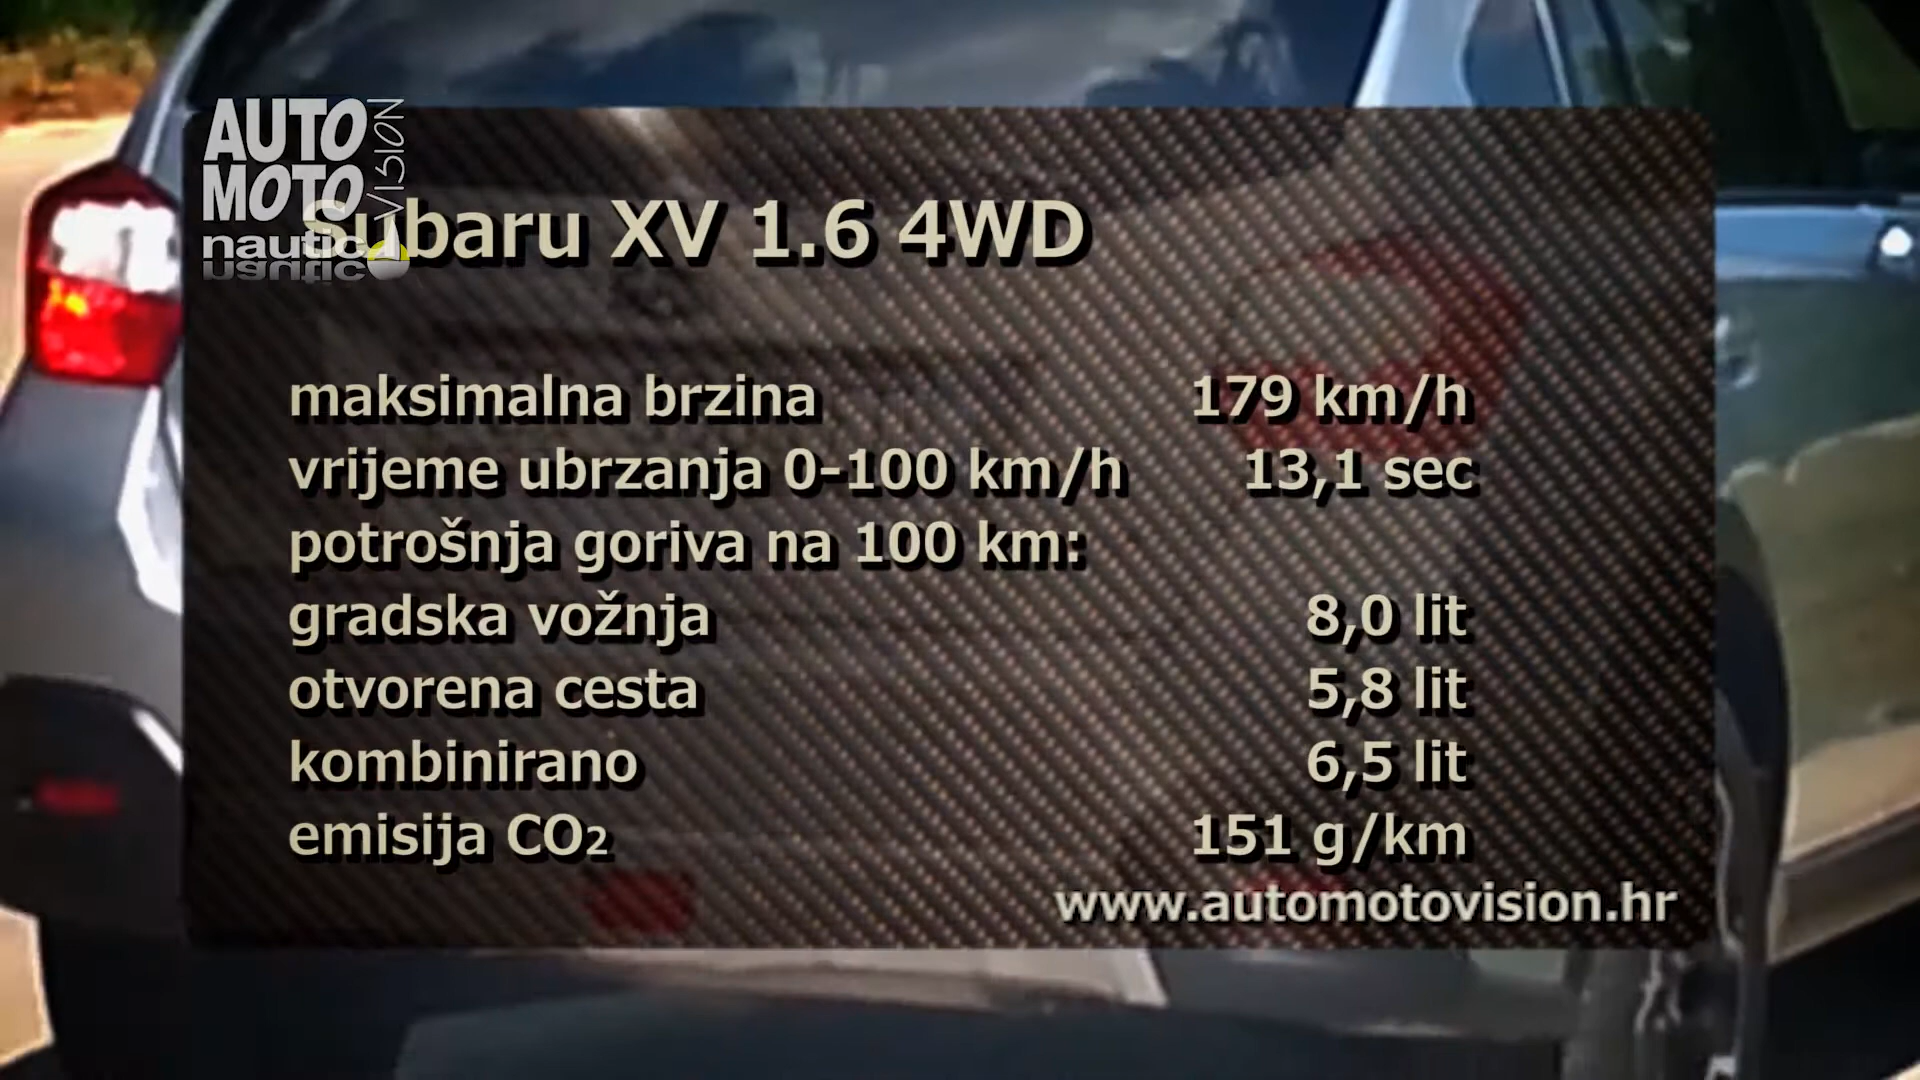 AUTO
MOTO
VISION
nautic
Subaru XV 1.6 4WD
maksimalna brzina 179 km/h
vrijeme ubrzanja 0-100 km/h 13,1 sec
potrošnja goriva na 100 km:
gradska vožnja 8,0 lit
otvorena cesta 5,8 lit
kombinirano 6,5 lit
emisija CO₂ 151 g/km
www.automotovision.hr